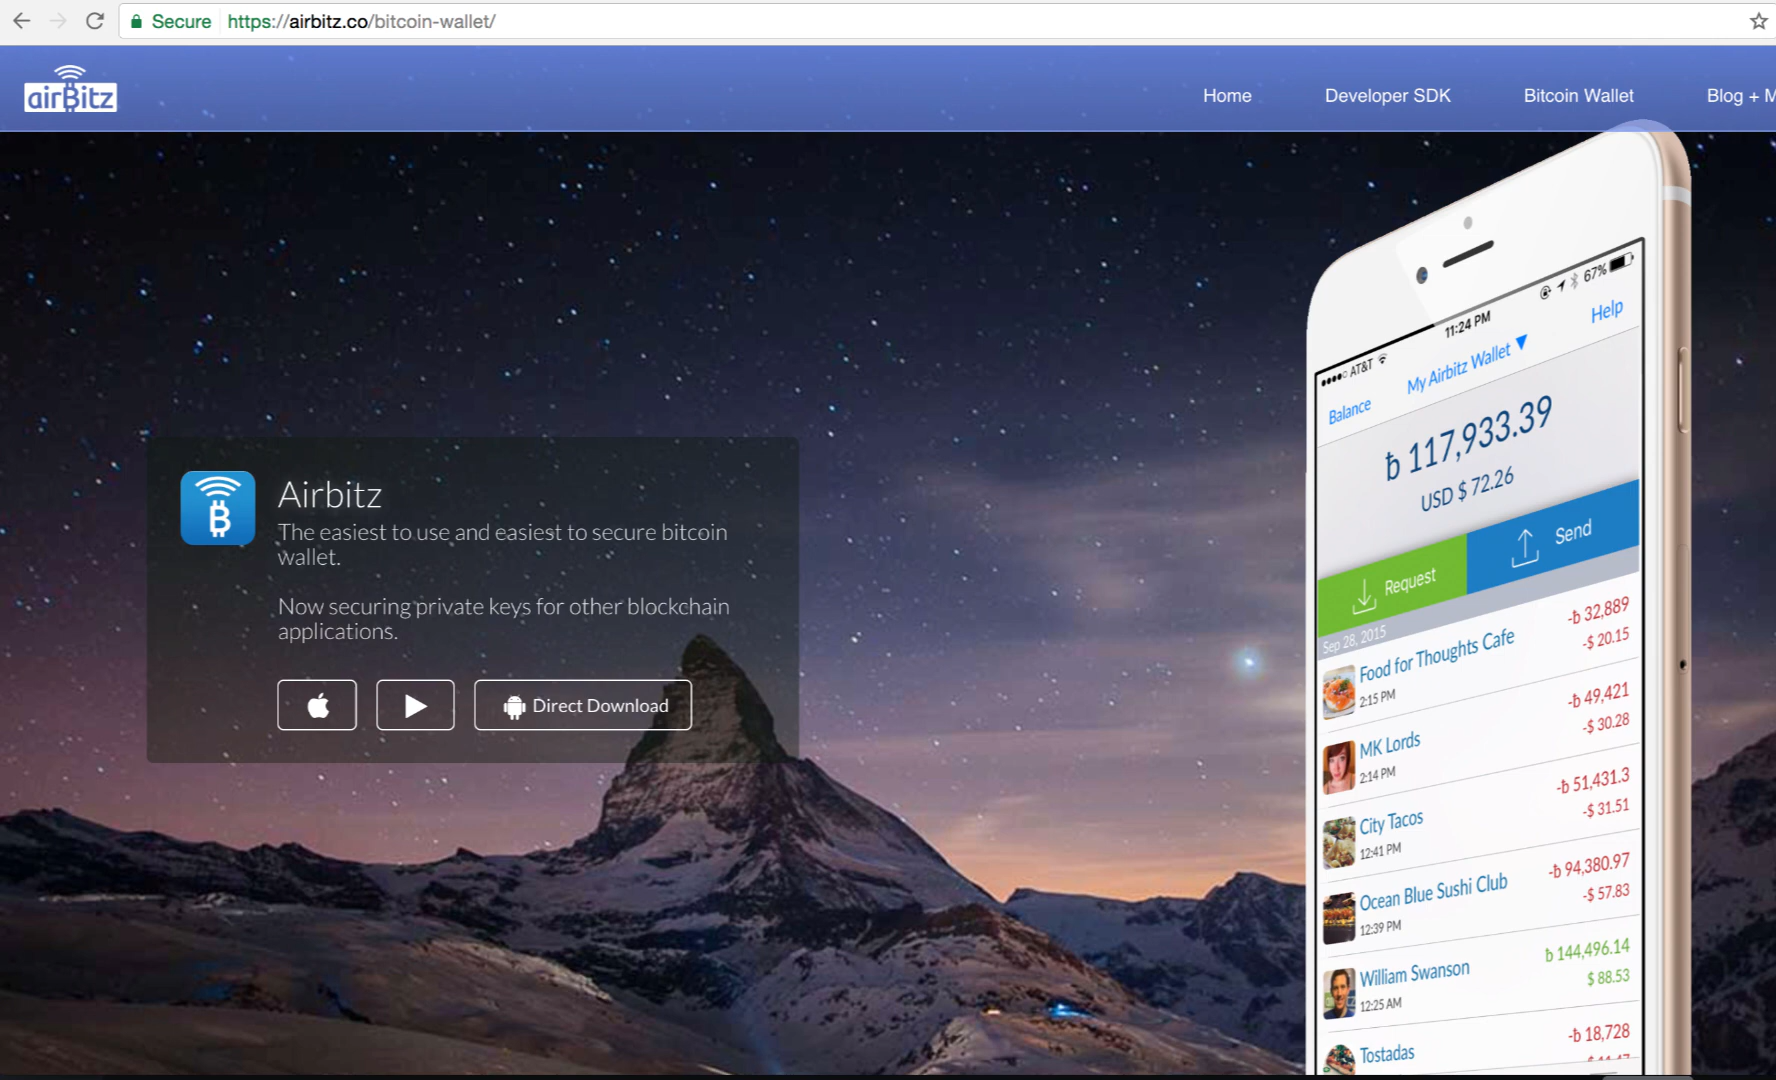 Secure https://airbitz.co/bitcoin-wallet/
airBitz
Home Developer SDK Bitcoin Wallet Blog + M
Airbitz
The easiest to use and easiest to secure bitcoin
wallet.
Now securing private keys for other blockchain
applications.
Direct Download
AT&T 11:24 PM 67%
Balance My Airbitz Wallet ▼ Help
ƀ 117,933.39
USD $ 72.26
Request Send
Sep 28, 2015
Food for Thoughts Cafe -ƀ 32,889
2:15 PM -$ 20.15
MK Lords -ƀ 49,421
2:14 PM -$ 30.28
City Tacos -ƀ 51,431.3
12:41 PM -$ 31.51
Ocean Blue Sushi Club -ƀ 94,380.97
12:39 PM -$ 57.83
William Swanson ƀ 144,496.14
12:25 AM $ 88.53
Tostadas -ƀ 18,728